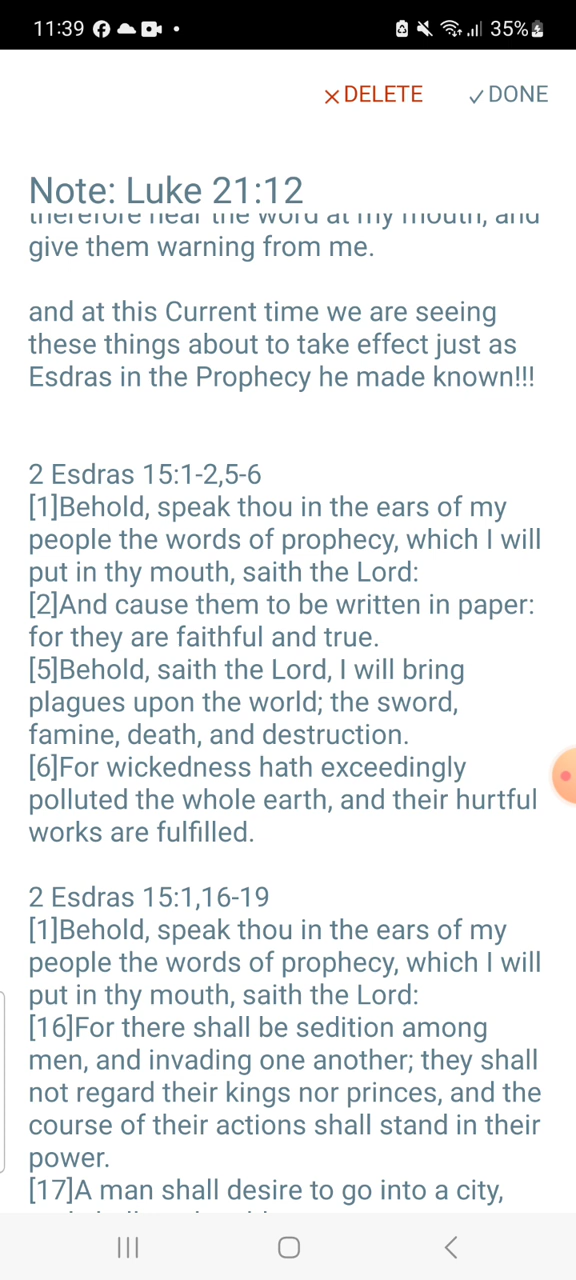 11:39 35%
DELETE DONE
Note: Luke 21:12
therefore hear the word at my mouth, and
give them warning from me.
and at this Current time we are seeing
these things about to take effect just as
Esdras in the Prophecy he made known!!!
2 Esdras 15:1-2,5-6
[1]Behold, speak thou in the ears of my
people the words of prophecy, which I will
put in thy mouth, saith the Lord:
[2]And cause them to be written in paper:
for they are faithful and true.
[5]Behold, saith the Lord, I will bring
plagues upon the world; the sword,
famine, death, and destruction.
[6]For wickedness hath exceedingly
polluted the whole earth, and their hurtful
works are fulfilled.
2 Esdras 15:1,16-19
[1]Behold, speak thou in the ears of my
people the words of prophecy, which I will
put in thy mouth, saith the Lord:
[16]For there shall be sedition among
men, and invading one another; they shall
not regard their kings nor princes, and the
course of their actions shall stand in their
power.
[17]A man shall desire to go into a city,